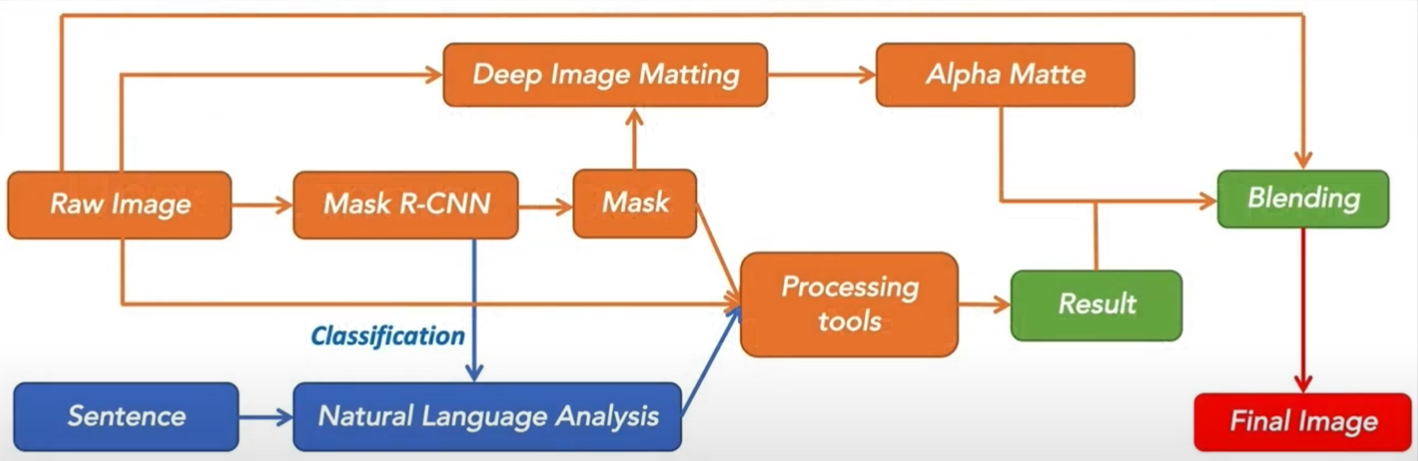 Deep Image Matting
Alpha Matte
Raw Image
Mask R-CNN
Mask
Blending
Processing
tools
Result
Classification
Sentence
Natural Language Analysis
Final Image